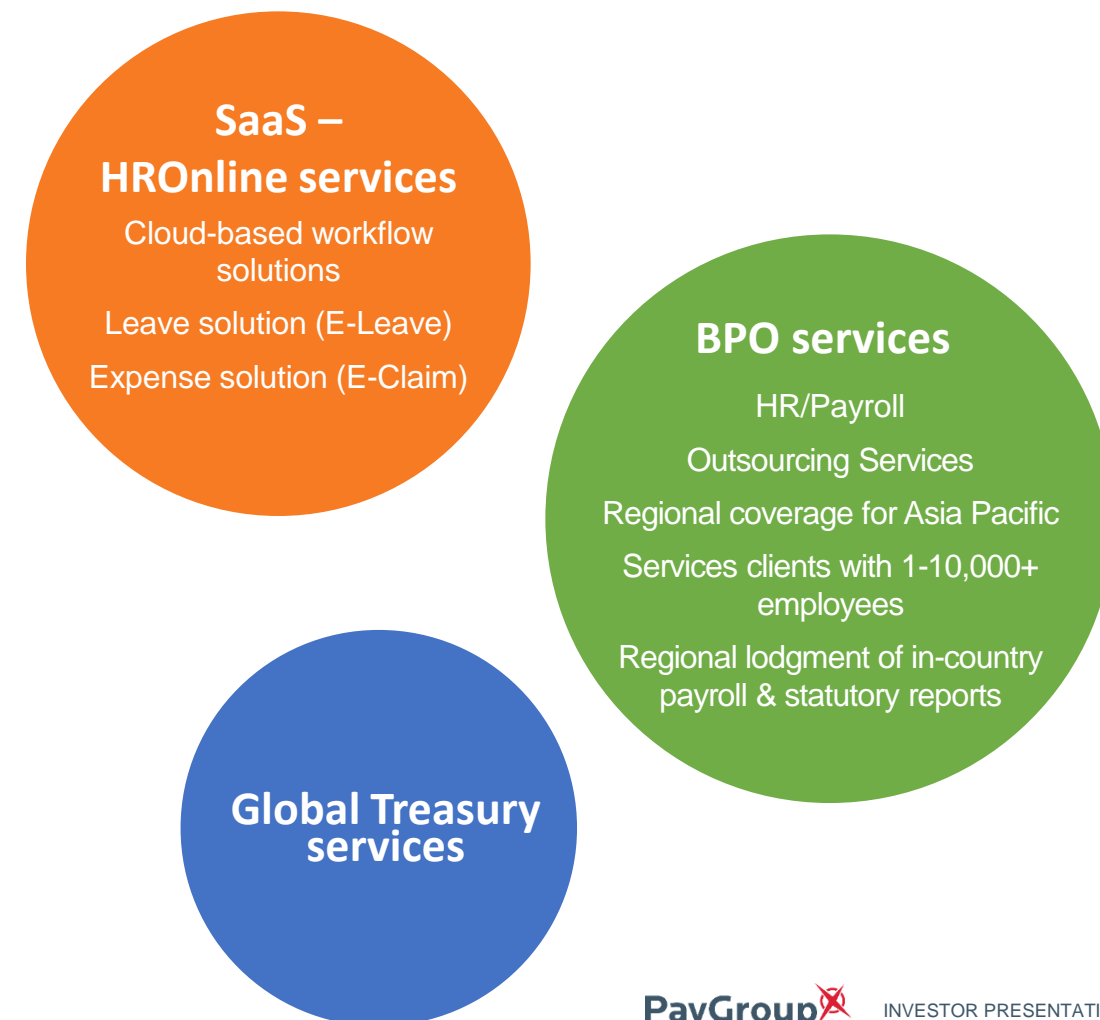 SaaS –
HROnline services
Cloud-based workflow
solutions
Leave solution (E-Leave)
Expense solution (E-Claim)
BPO services
HR/Payroll
Outsourcing Services
Regional coverage for Asia Pacific
Services clients with 1-10,000+
employees
Regional lodgment of in-country
payroll & statutory reports
Global Treasury
services
PayGroup INVESTOR PRESENTATI